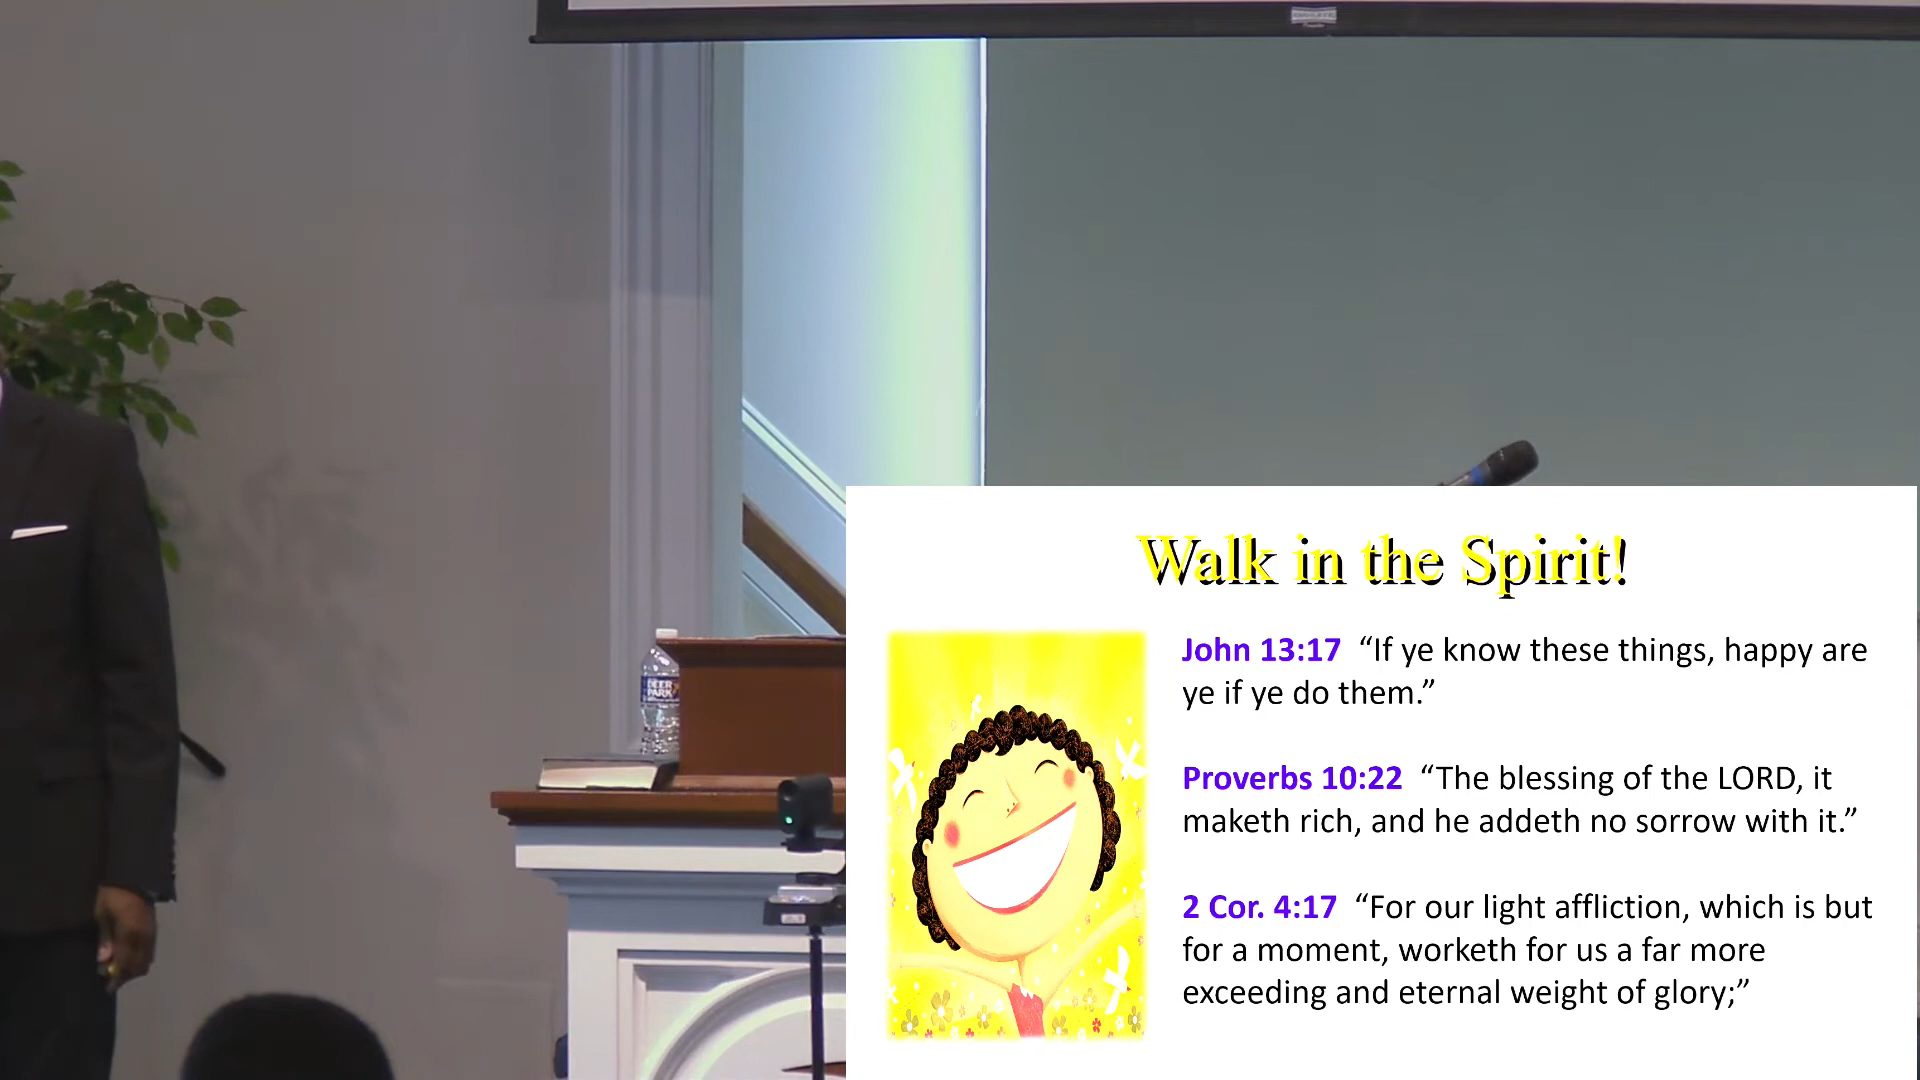 Walk in the Spirit!
John 13:17 “If ye know these things, happy are
ye if ye do them.”
Proverbs 10:22 “The blessing of the LORD, it
maketh rich, and he addeth no sorrow with it.”
2 Cor. 4:17 “For our light affliction, which is but
for a moment, worketh for us a far more
exceeding and eternal weight of glory;”
DEER
PARK